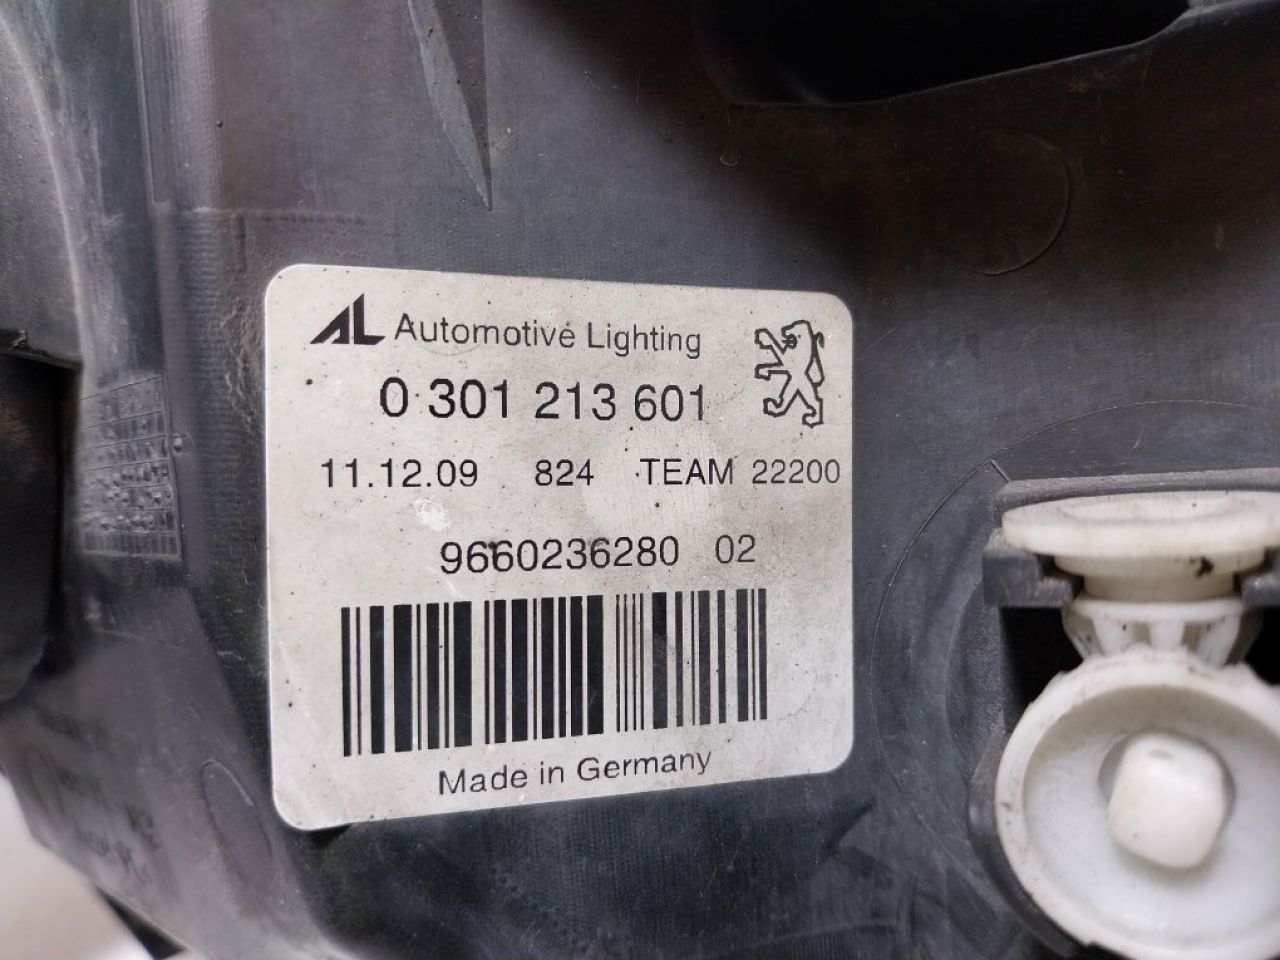 AL Automotive Lighting
0 301 213 601
11.12.09 824 TEAM 22200
9660236280 02
Made in Germany